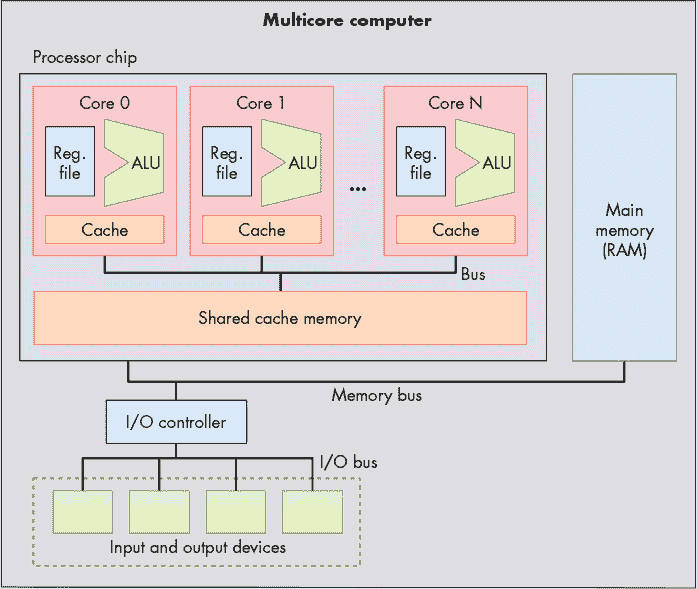 Multicore computer
Processor chip
Core 0
Core 1
Core N
Reg.
file
ALU
Reg.
file
ALU
...
Reg.
file
ALU
Cache
Cache
Cache
Bus
Shared cache memory
Main
memory
(RAM)
Memory bus
I/O controller
I/O bus
Input and output devices